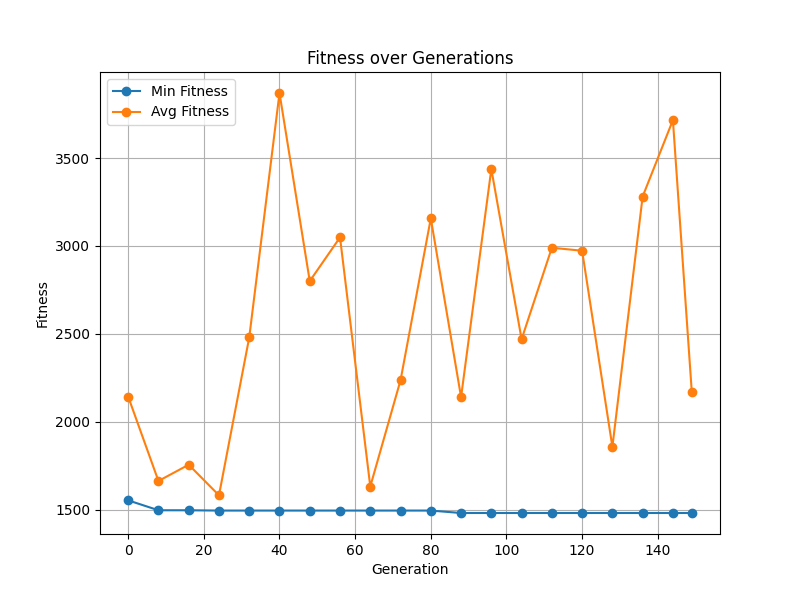 Fitness over Generations
Min Fitness
Avg Fitness
Fitness
3500
3000
2500
2000
1500
0 20 40 60 80 100 120 140
Generation